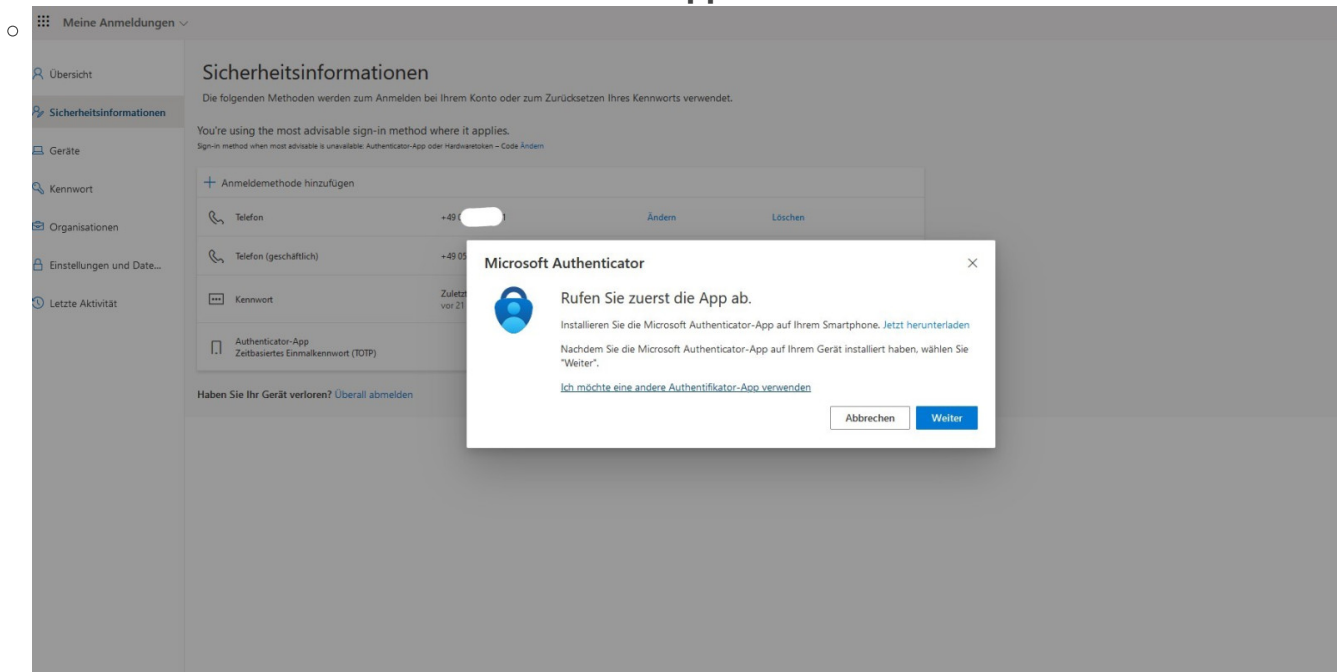 Meine Anmeldungen
Übersicht
Sicherheitsinformationen
Geräte
Kennwort
Organisationen
Einstellungen und Date...
Letzte Aktivität
Sicherheitsinformationen
Die folgenden Methoden werden zum Anmelden bei Ihrem Konto oder zum Zurücksetzen Ihres Kennworts verwendet.
You're using the most advisable sign-in method where it applies.
Sign-in method when most advisable is unavailable: Authenticator-App oder Hardwaretoken – Code Ändern
+ Anmeldemethode hinzufügen
Telefon +49 Ändern Löschen
Telefon (geschäftlich) +49 05
Kennwort Zuletzt
vor 21
Authenticator-App
Zeitbasiertes Einmalkennwort (TOTP)
Haben Sie Ihr Gerät verloren? Überall abmelden
Microsoft Authenticator
Rufen Sie zuerst die App ab.
Installieren Sie die Microsoft Authenticator-App auf Ihrem Smartphone. Jetzt herunterladen
Nachdem Sie die Microsoft Authenticator-App auf Ihrem Gerät installiert haben, wählen Sie
"Weiter".
Ich möchte eine andere Authentifikator-App verwenden
Abbrechen Weiter